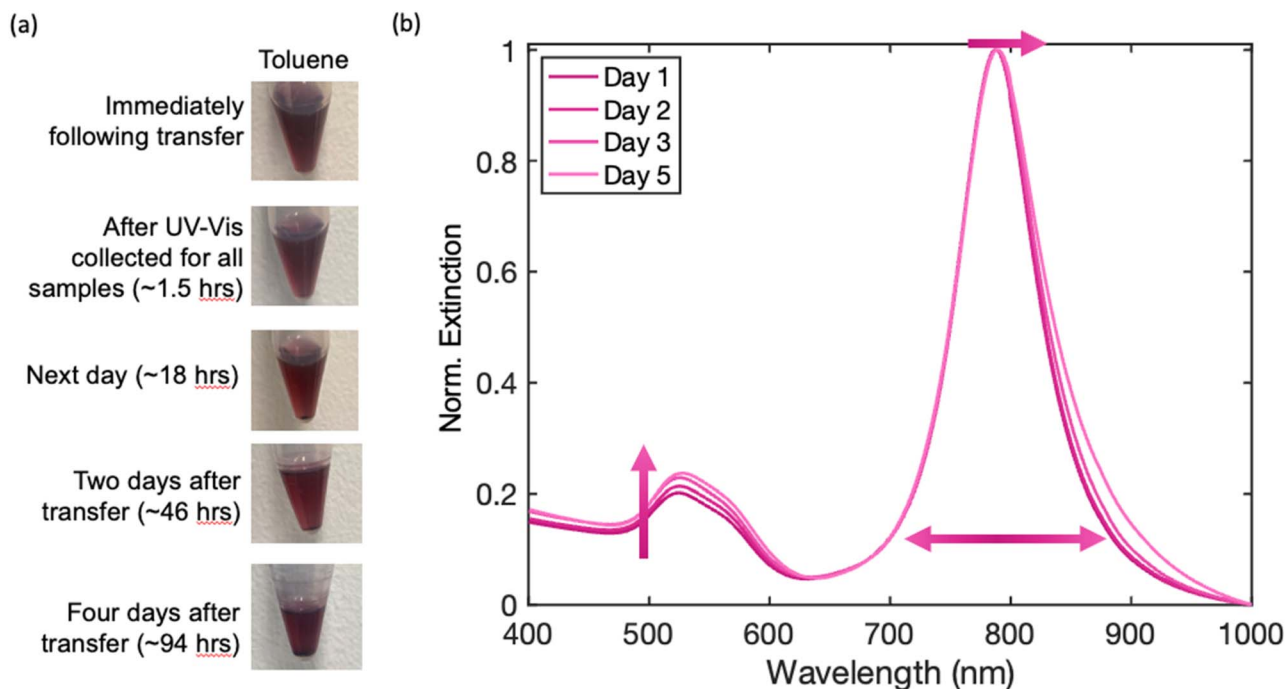 (a)
Toluene
Immediately
following transfer
After UV-Vis
collected for all
samples (~1.5 hrs)
Next day (~18 hrs)
Two days after
transfer (~46 hrs)
Four days after
transfer (~94 hrs)
(b)
Norm. Extinction
1
0.8
0.6
0.4
0.2
0
Day 1
Day 2
Day 3
Day 5
400 500 600 700 800 900 1000
Wavelength (nm)